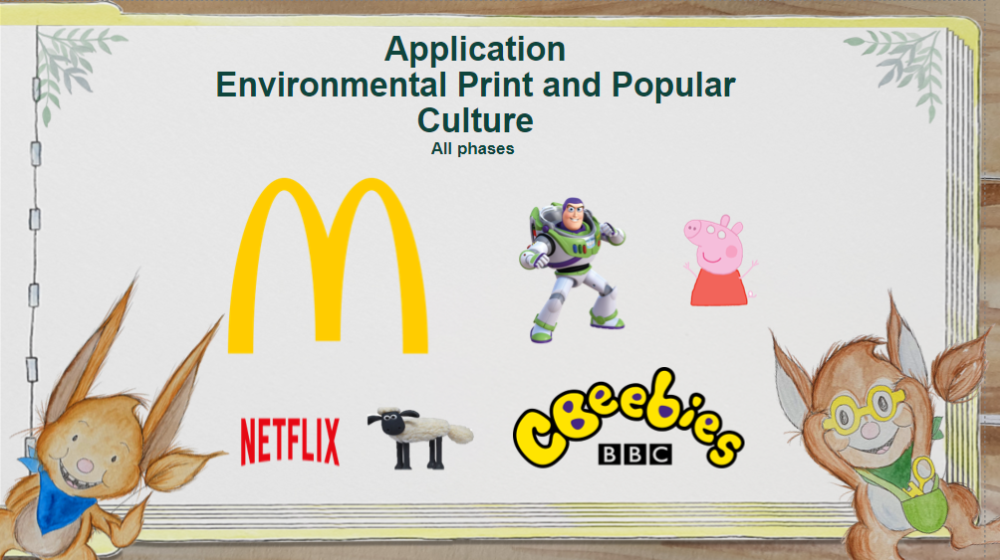 Application
Environmental Print and Popular
Culture
All phases
NETFLIX
CBeebies
BBC